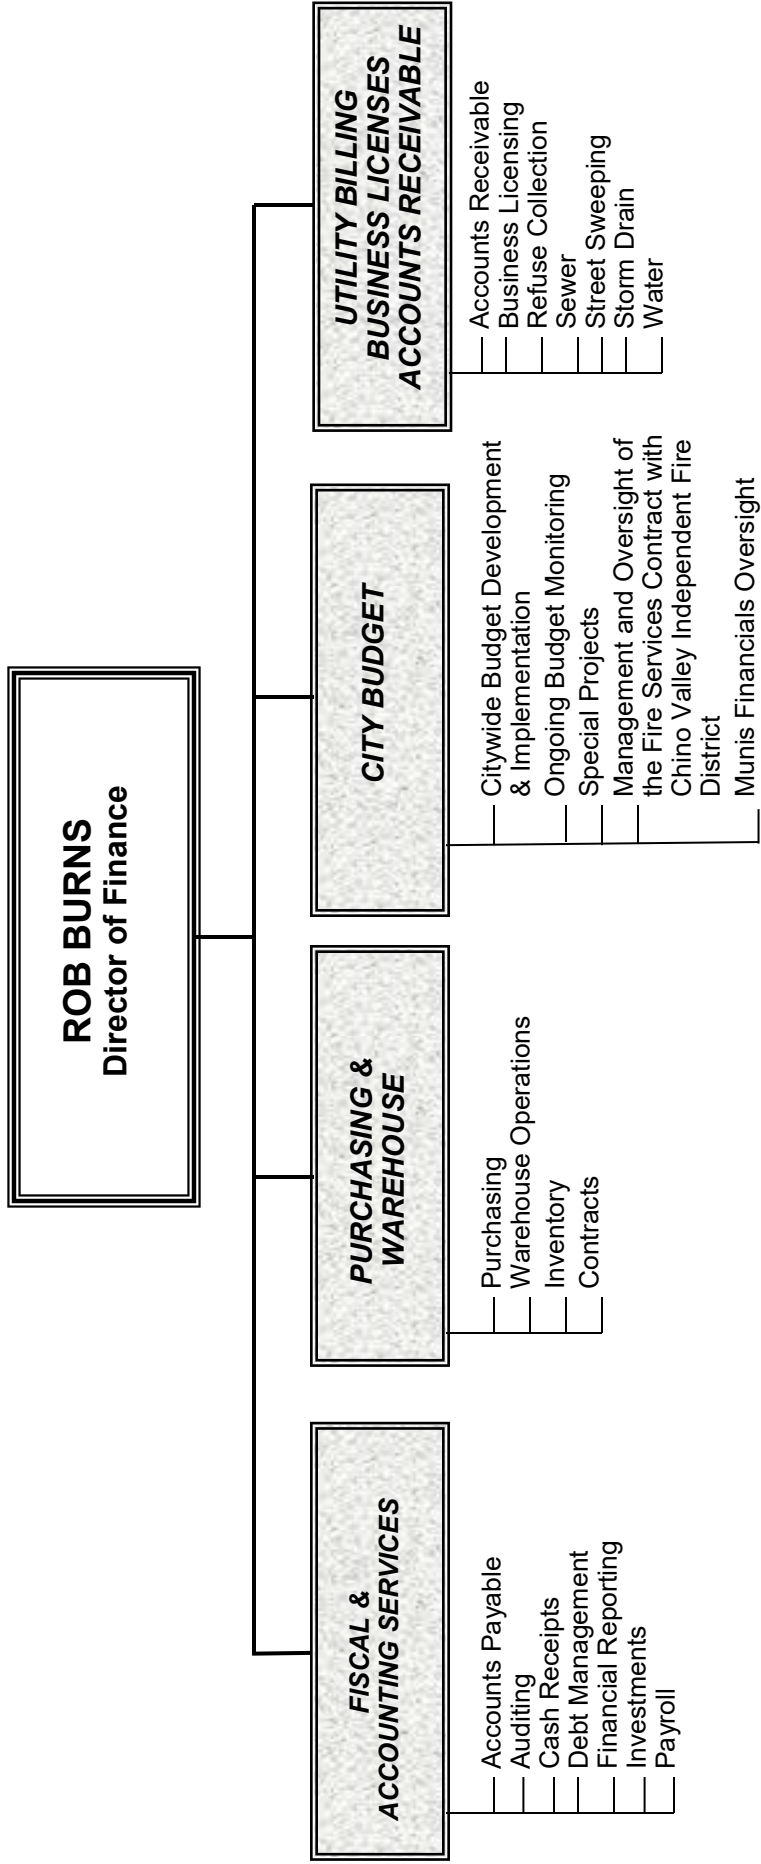 ROB BURNS
Director of Finance
FISCAL &
ACCOUNTING SERVICES
Accounts Payable
Auditing
Cash Receipts
Debt Management
Financial Reporting
Investments
Payroll
PURCHASING &
WAREHOUSE
Purchasing
Warehouse Operations
Inventory
Contracts
CITY BUDGET
Citywide Budget Development
& Implementation
Ongoing Budget Monitoring
Special Projects
Management and Oversight of
the Fire Services Contract with
Chino Valley Independent Fire
District
Munis Financials Oversight
UTILITY BILLING
BUSINESS LICENSES
ACCOUNTS RECEIVABLE
Accounts Receivable
Business Licensing
Refuse Collection
Sewer
Street Sweeping
Storm Drain
Water